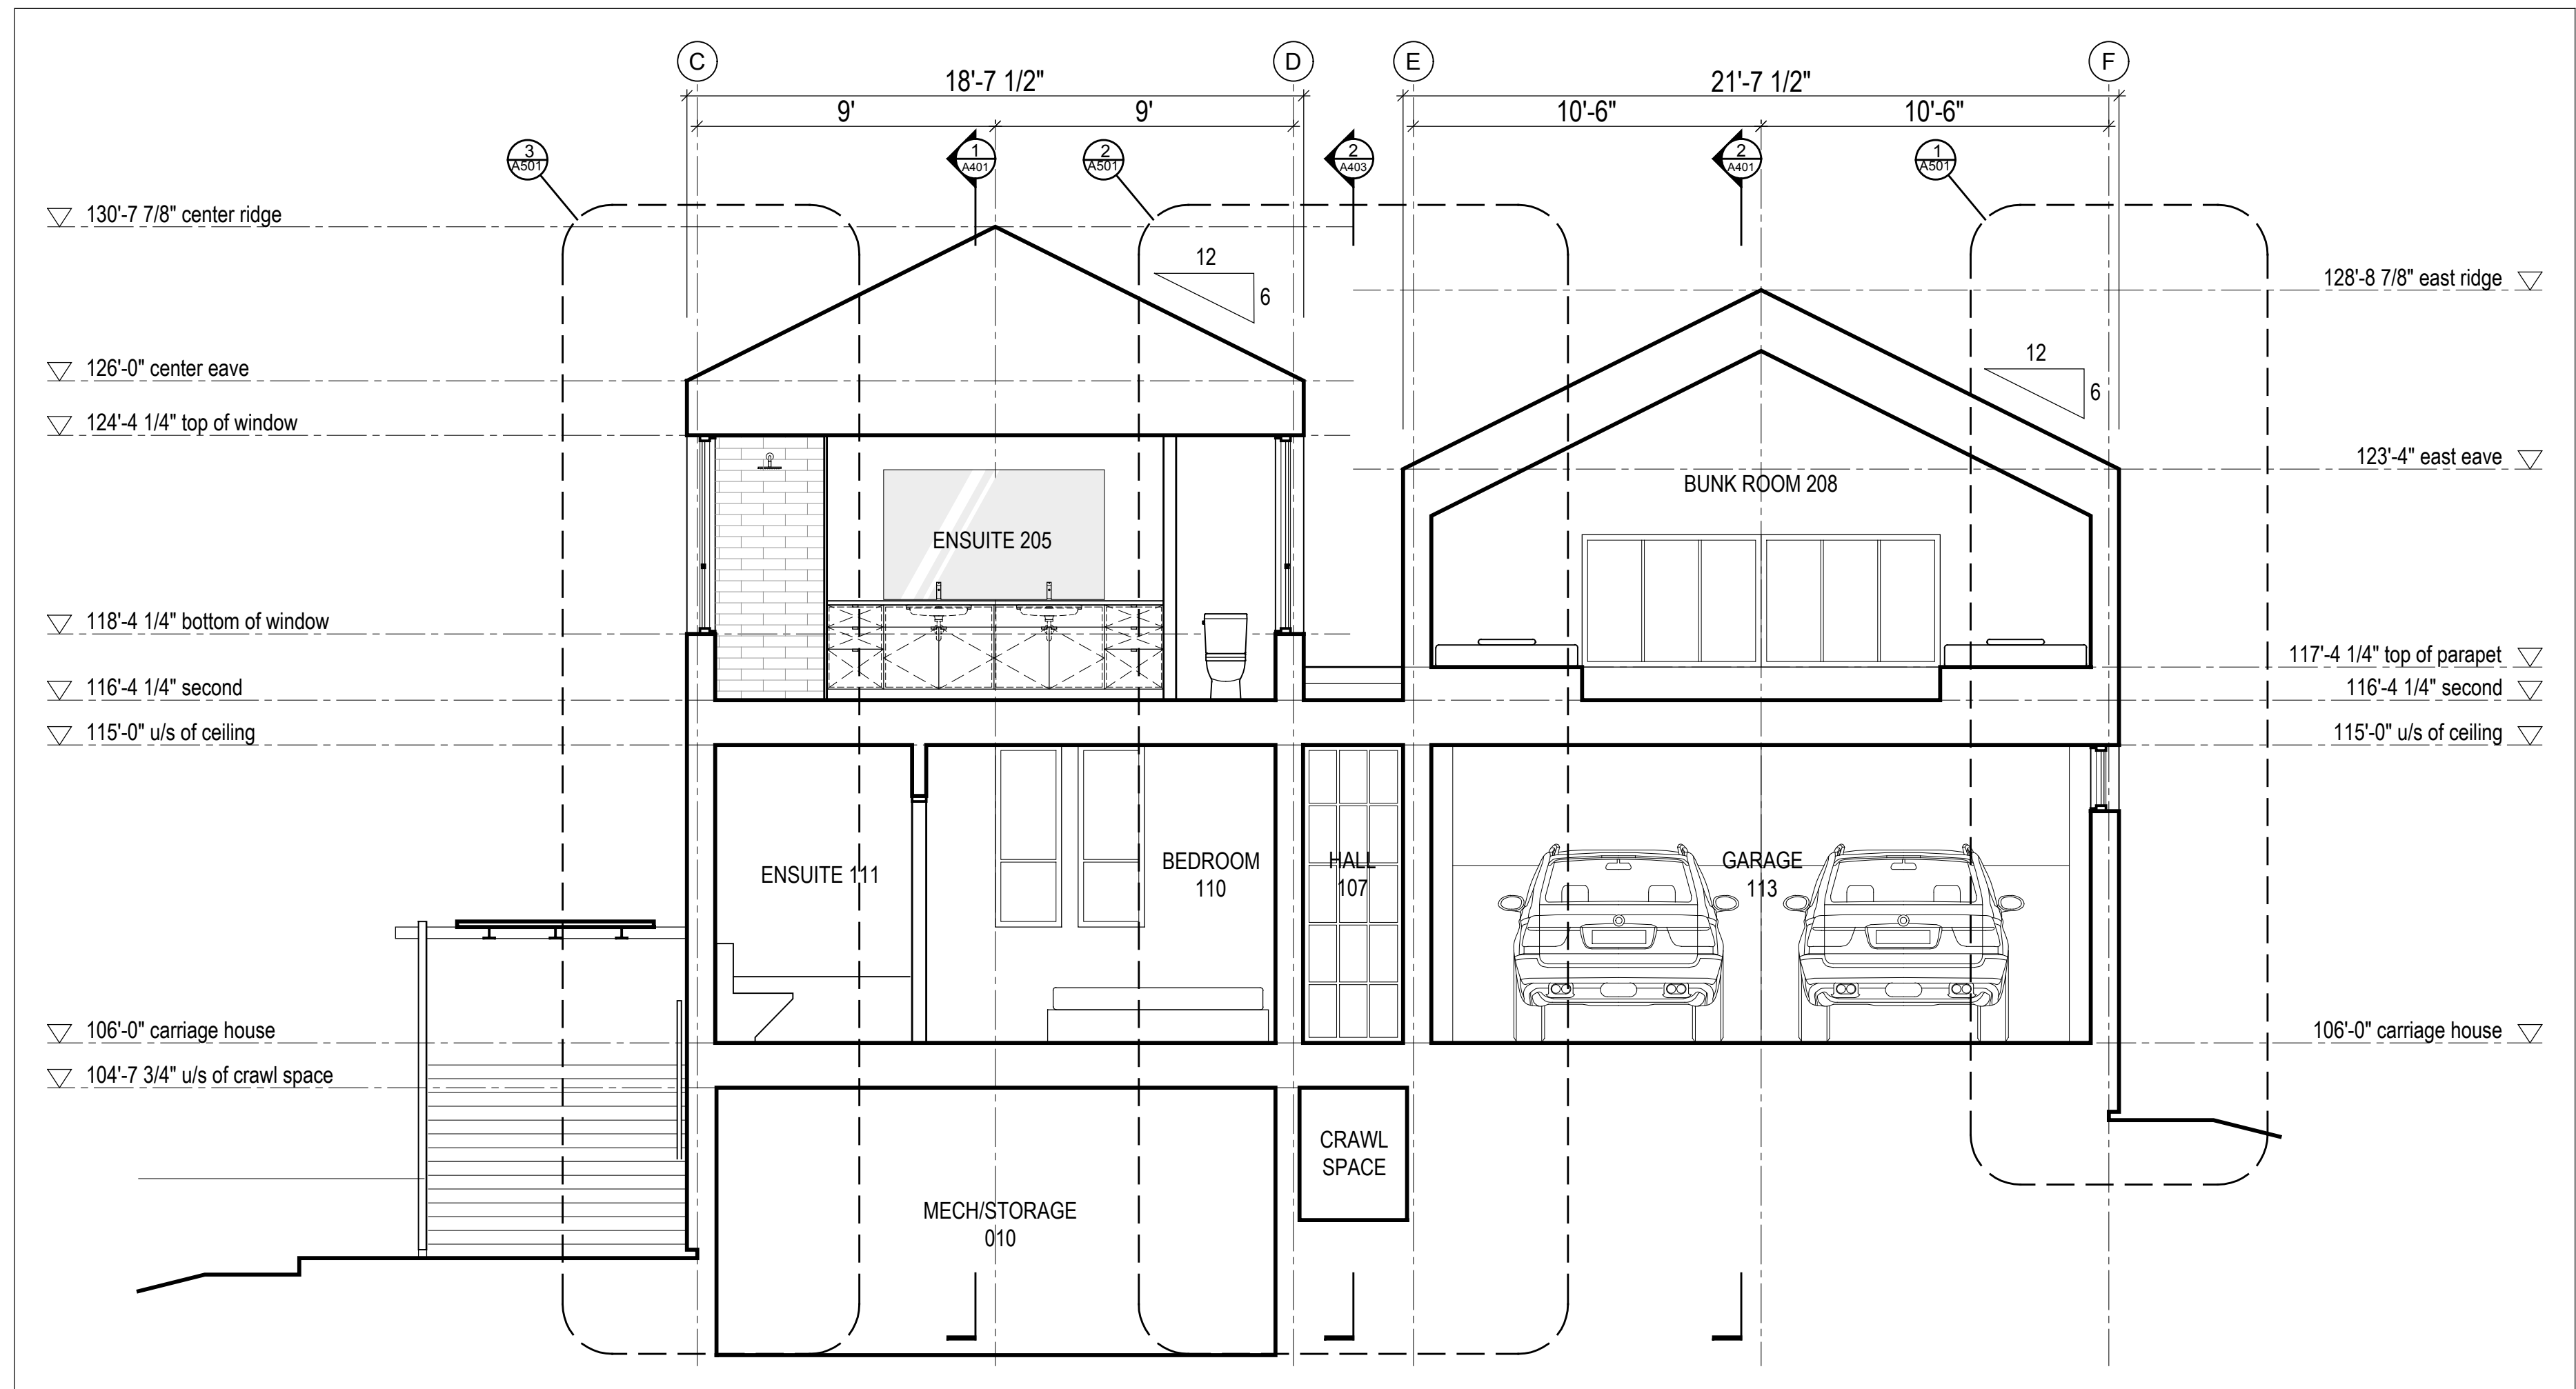 C
D
E
F
18'-7 1/2"
21'-7 1/2"
9'
9'
10'-6"
10'-6"
3
A501
1
A401
2
A501
2
A403
2
A401
1
A501
130'-7 7/8" center ridge
12
6
128'-8 7/8" east ridge
126'-0" center eave
12
6
124'-4 1/4" top of window
123'-4" east eave
BUNK ROOM 208
ENSUITE 205
118'-4 1/4" bottom of window
117'-4 1/4" top of parapet
116'-4 1/4" second
116'-4 1/4" second
115'-0" u/s of ceiling
115'-0" u/s of ceiling
ENSUITE 111
BEDROOM
110
HALL
107
GARAGE
113
106'-0" carriage house
106'-0" carriage house
104'-7 3/4" u/s of crawl space
CRAWL
SPACE
MECH/STORAGE
010